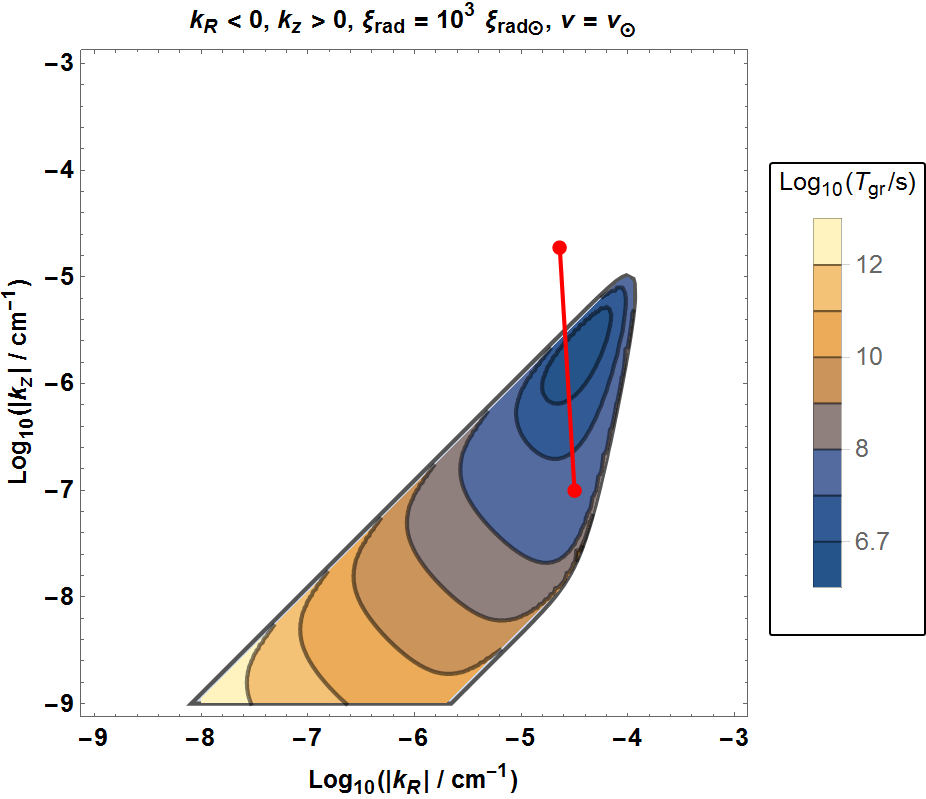 k_R < 0, k_z > 0, ξ_rad = 10^3 ξ_rad⊙, ν = ν_⊙
−3
−4
−5
−6
−7
−8
−9
Log10(|k_z| / cm^−1)
−9 −8 −7 −6 −5 −4 −3
Log10(|k_R| / cm^−1)
Log10(T_gr/s)
12
10
8
6.7